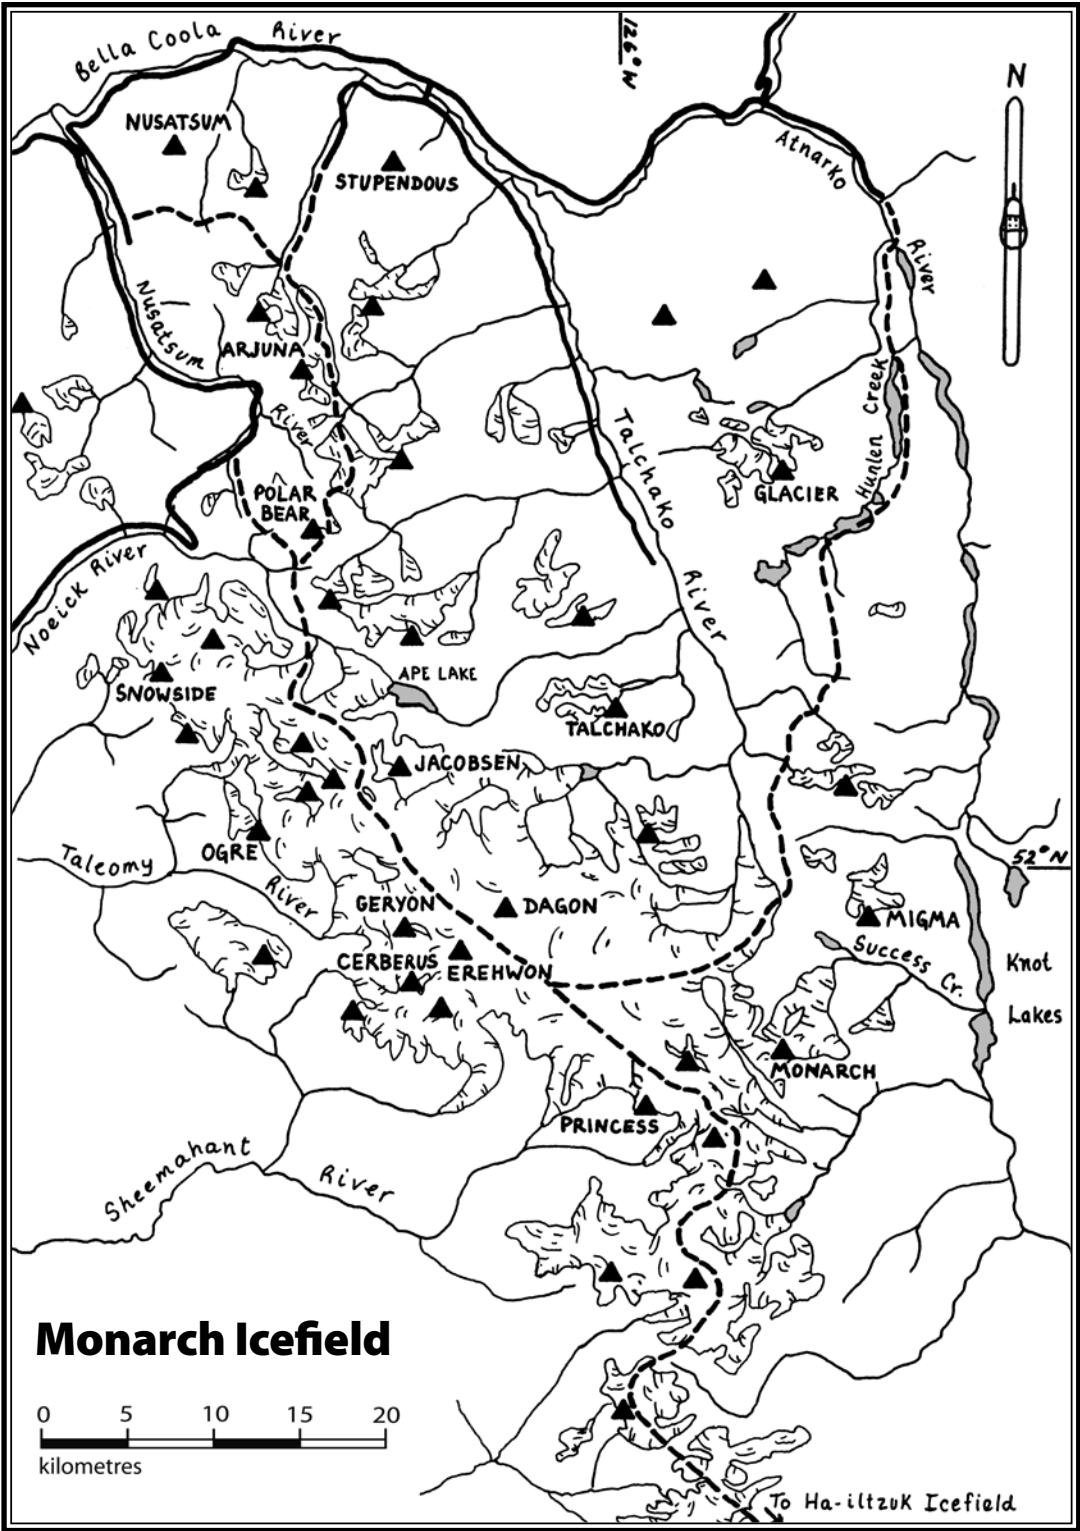 Bella Coola River
126° W
N
NUSATSUM
STUPENDOUS
Atnarko
River
Nusatsum
River
ARJUNA
Hunlen Creek
Talchako
River
GLACIER
POLAR
BEAR
Noeick River
APE LAKE
SNOWSIDE
TALCHAKO
JACOBSEN
OGRE
Taleomy
River
52° N
GERYON
DAGON
MIGMA
CERBERUS
EREHWON
Success Cr.
Knot
Lakes
MONARCH
PRINCESS
Sheemahant
River
Monarch Icefield
0 5 10 15 20
kilometres
To Ha-iltzuk Icefield